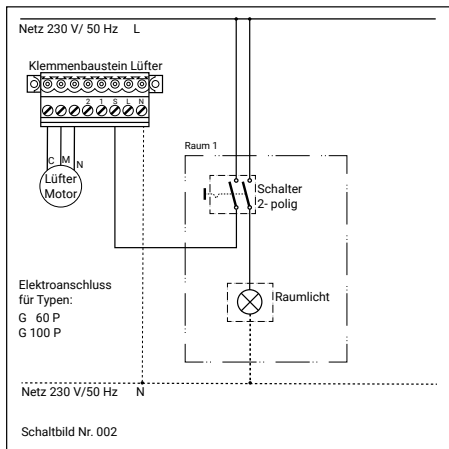 Netz 230 V/ 50 Hz L
Klemmenbaustein Lüfter
2 1 S L N
C M N
Lüfter
Motor
Raum 1
Schalter
2- polig
Raumlicht
Elektroanschluss
für Typen:
G 60 P
G 100 P
Netz 230 V/50 Hz N
Schaltbild Nr. 002